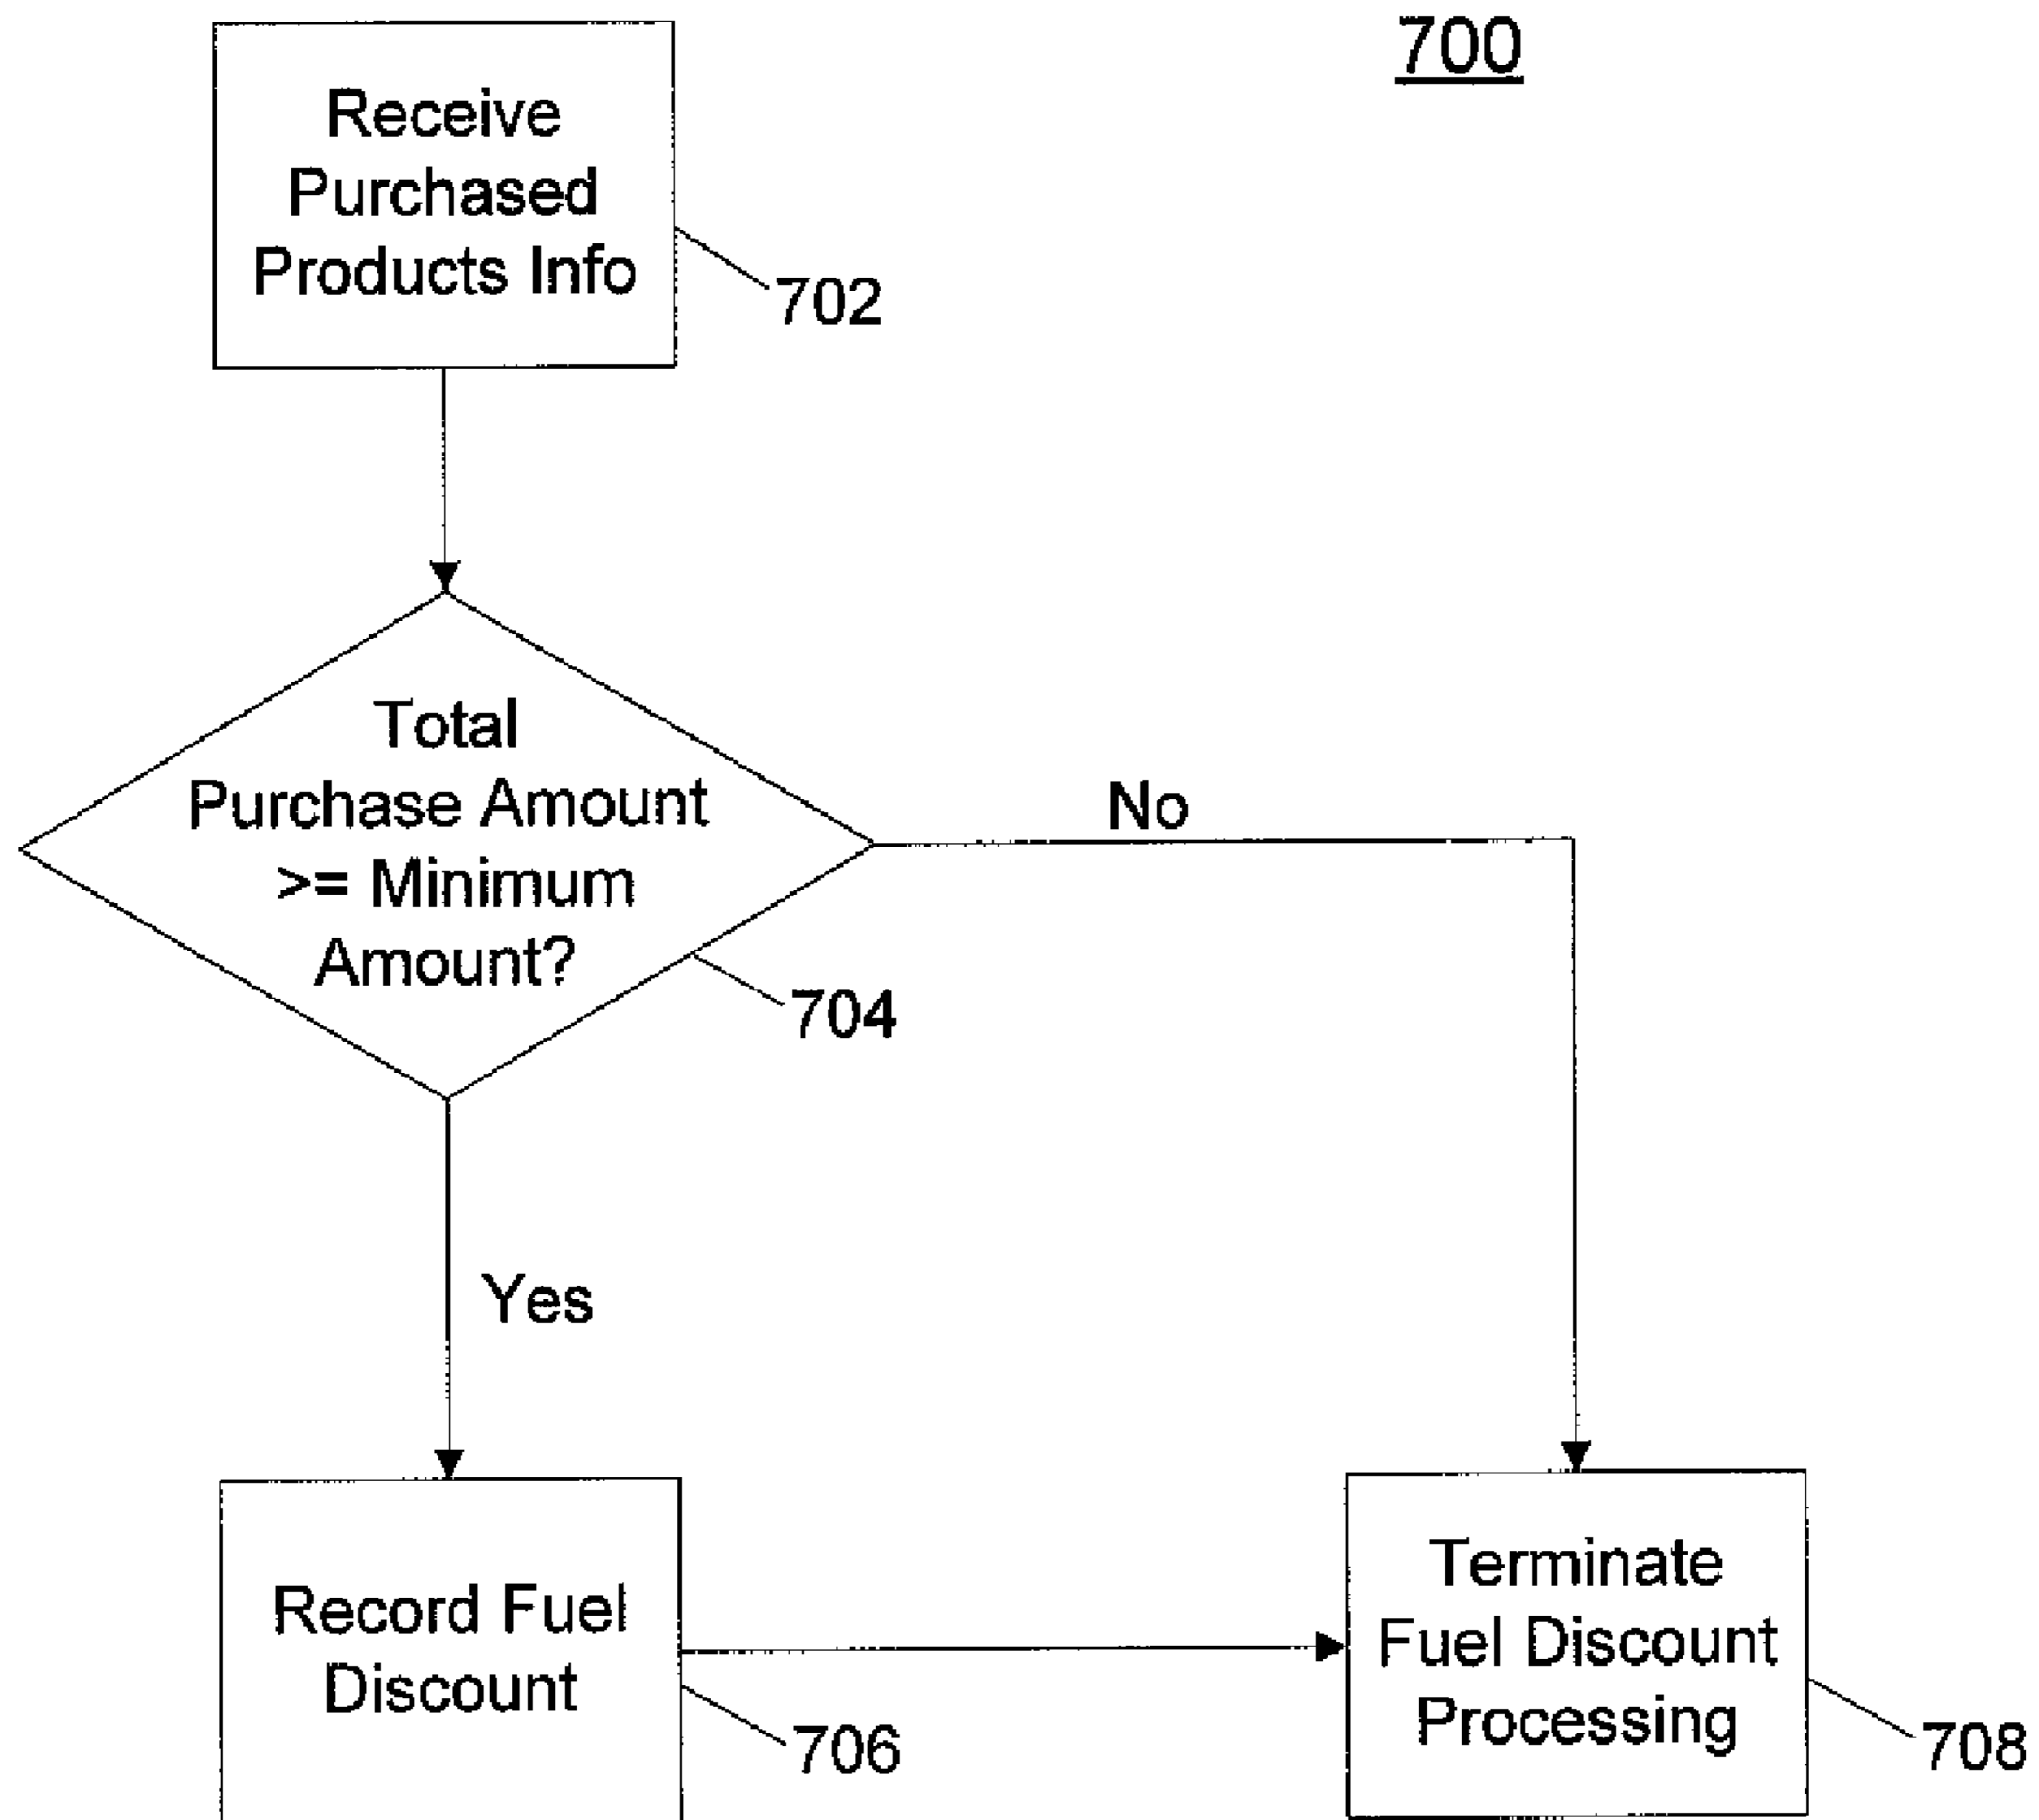 700
Receive
Purchased
Products Info
702
Total
Purchase Amount
>= Minimum
Amount?
704
No
Yes
Record Fuel
Discount
706
Terminate
Fuel Discount
Processing
708